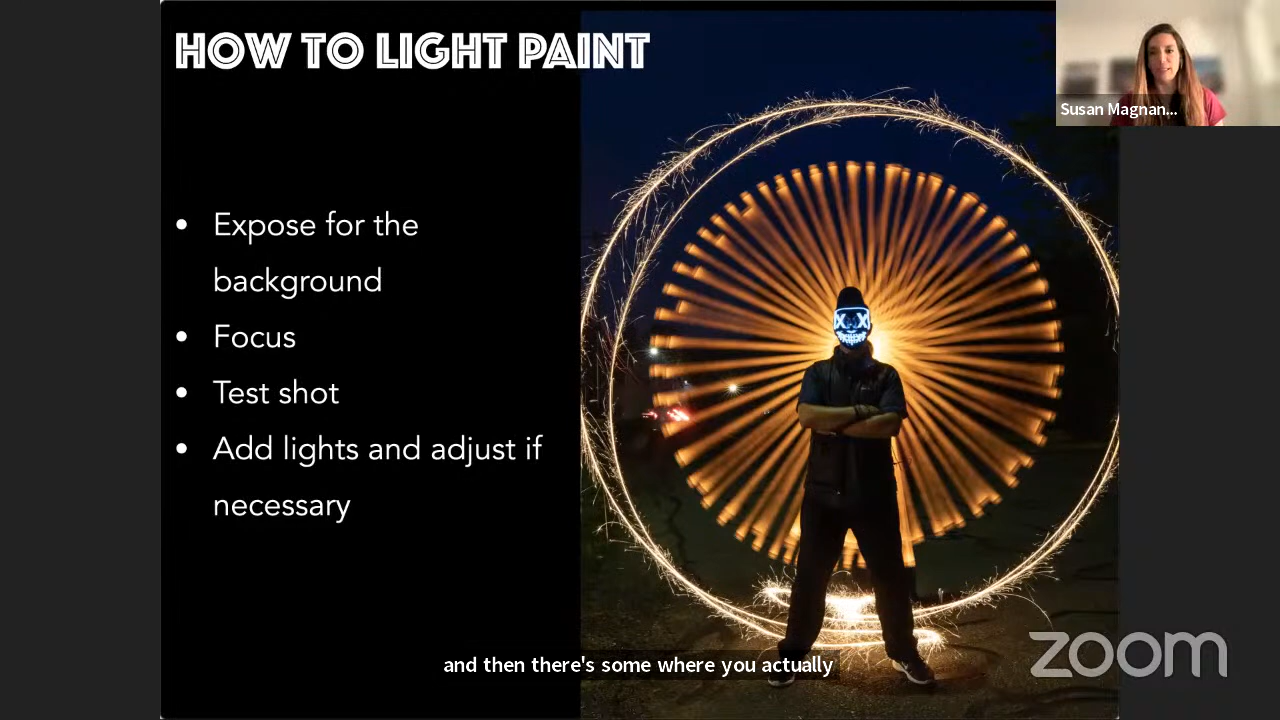 HOW TO LIGHT PAINT
Susan Magnan...
• Expose for the
background
• Focus
• Test shot
• Add lights and adjust if
necessary
and then there's some where you actually
zoom